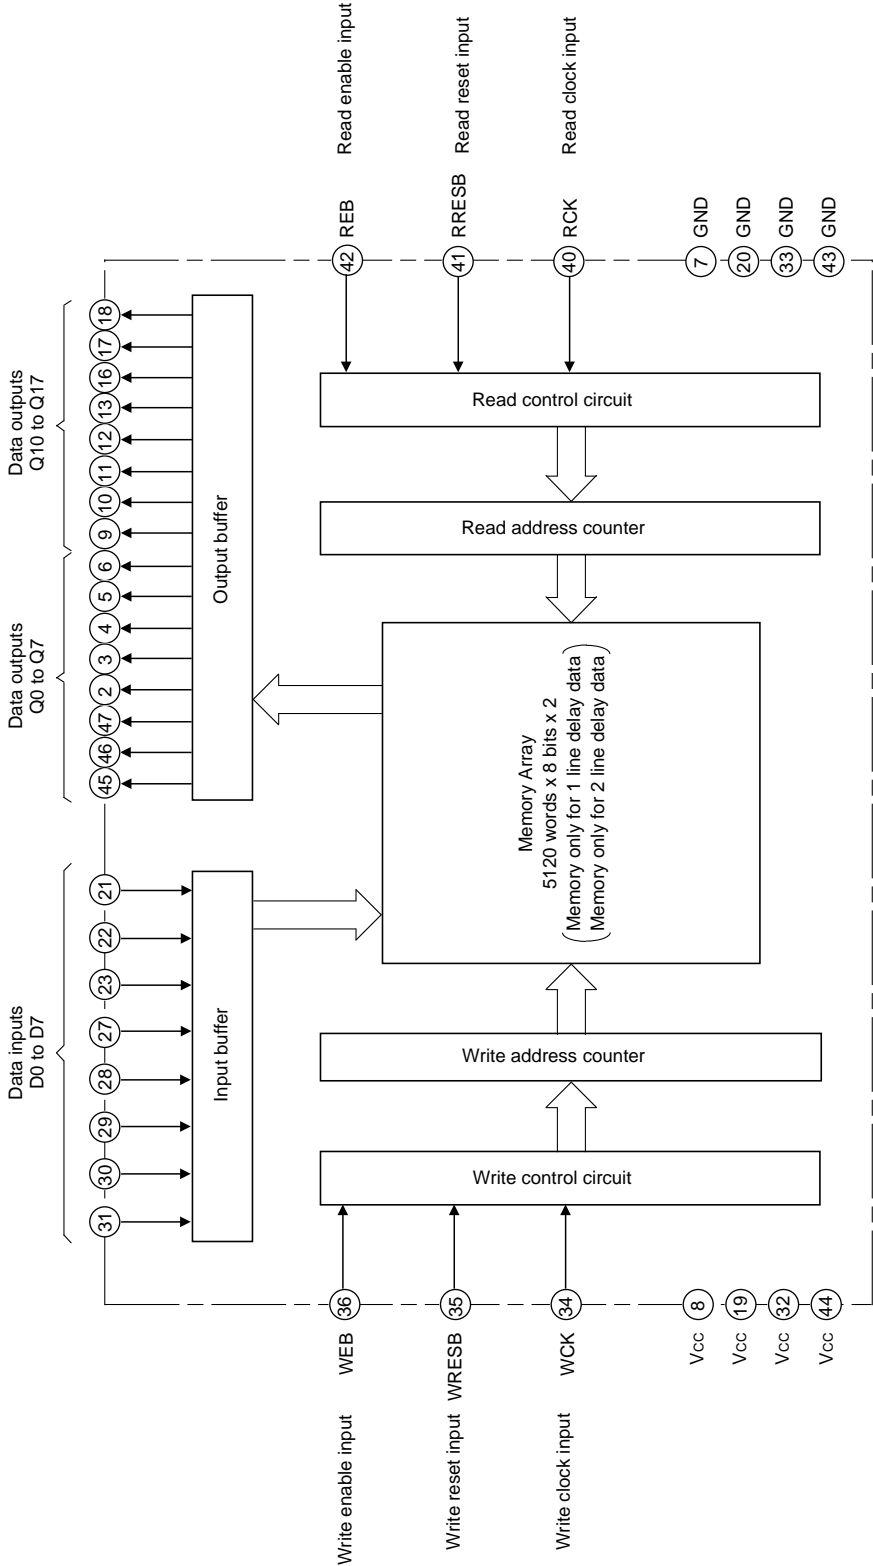 Data inputs
D0 to D7
Data outputs
Q0 to Q7
Data outputs
Q10 to Q17
31
30
29
28
27
23
22
21
45
46
47
2
3
4
5
6
9
10
11
12
13
16
17
18
Input buffer
Output buffer
Write enable input
WEB
36
Write reset input
WRESB
35
Write clock input
WCK
34
Vcc
8
Vcc
19
Vcc
32
Vcc
44
Write control circuit
Write address counter
Memory Array
5120 words x 8 bits x 2
Memory only for 1 line delay data
Memory only for 2 line delay data
Read address counter
Read control circuit
42
REB
Read enable input
41
RRESB
Read reset input
40
RCK
Read clock input
7
GND
20
GND
33
GND
43
GND